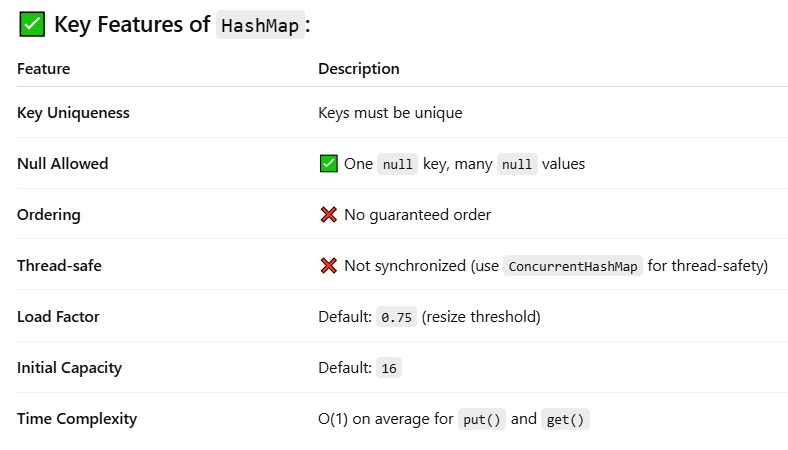 ✅ Key Features of HashMap:
Feature Description
Key Uniqueness Keys must be unique
Null Allowed ✅ One null key, many null values
Ordering ❌ No guaranteed order
Thread-safe ❌ Not synchronized (use ConcurrentHashMap for thread-safety)
Load Factor Default: 0.75 (resize threshold)
Initial Capacity Default: 16
Time Complexity O(1) on average for put() and get()